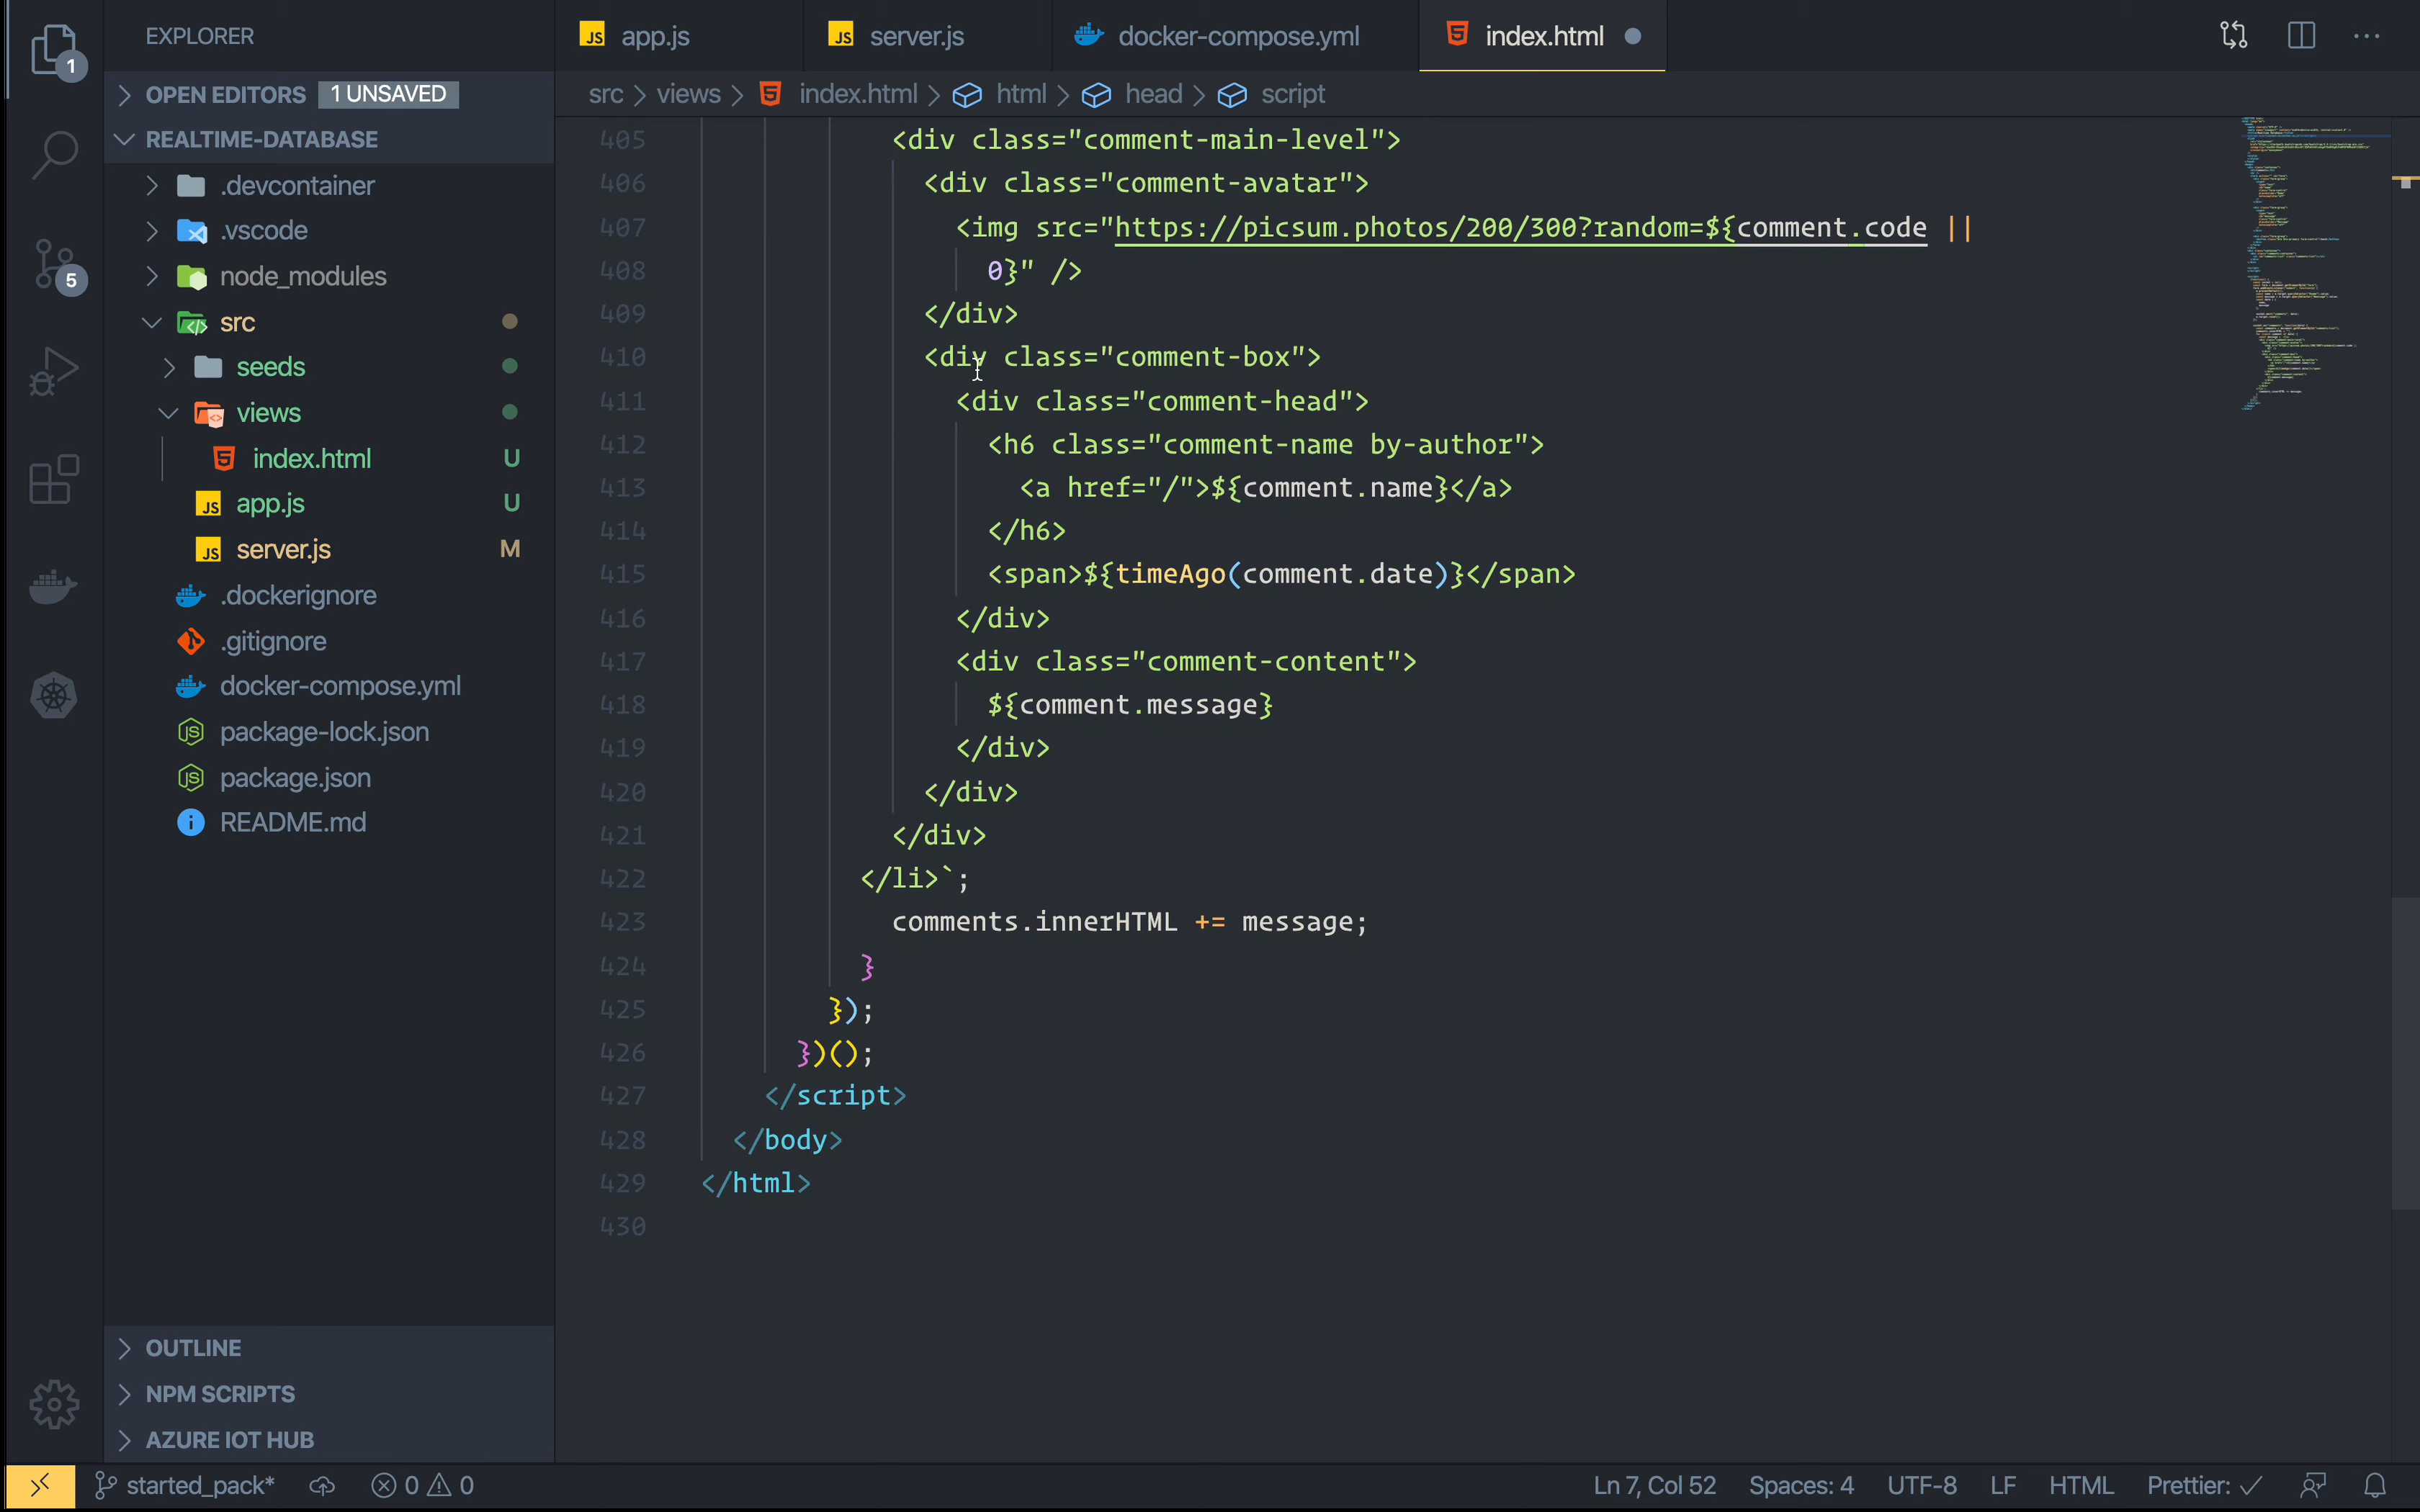 EXPLORER
1
OPEN EDITORS 1 UNSAVED
REALTIME-DATABASE
.devcontainer
.vscode
5
node_modules
src
seeds
views
index.html U
JS app.js U
JS server.js M
.dockerignore
.gitignore
docker-compose.yml
package-lock.json
package.json
README.md
OUTLINE
NPM SCRIPTS
AZURE IOT HUB
JS app.js
JS server.js
docker-compose.yml
index.html
src > views > index.html > html > head > script
405 <div class="comment-main-level">
406 <div class="comment-avatar">
407 <img src="https://picsum.photos/200/300?random=${comment.code ||
408 0}" />
409 </div>
410 <div class="comment-box">
411 <div class="comment-head">
412 <h6 class="comment-name by-author">
413 <a href="/">${comment.name}</a>
414 </h6>
415 <span>${timeAgo(comment.date)}</span>
416 </div>
417 <div class="comment-content">
418 ${comment.message}
419 </div>
420 </div>
421 </div>
422 </li>`;
423 comments.innerHTML += message;
424 }
425 });
426 })();
427 </script>
428 </body>
429 </html>
430
started_pack* 0 0 Ln 7, Col 52 Spaces: 4 UTF-8 LF HTML Prettier: ✓